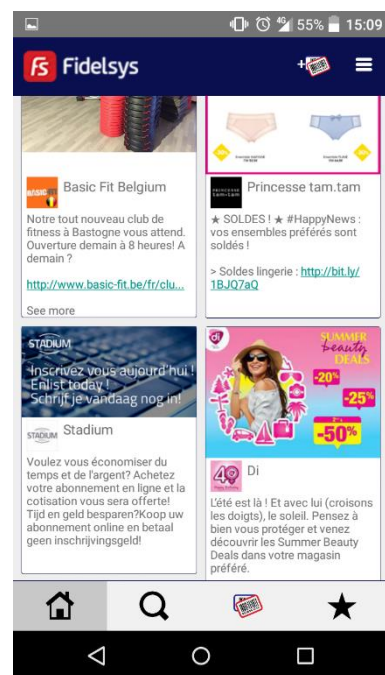 4G 55% 15:09
fs Fidelsys
Basic Fit Belgium
Notre tout nouveau club de
fitness à Bastogne vous attend.
Ouverture demain à 8 heures! A
demain ?
http://www.basic-fit.be/fr/clu...
See more
Princesse tam.tam
★ SOLDES ! ★ #HappyNews :
vos ensembles préférés sont
soldés !
> Soldes lingerie : http://bit.ly/
1BJQ7aQ
STADIUM
Inscrivez vous aujourd'hui !
Enlist today !
Schrijf je vandaag nog in!
STADIUM
Stadium
Voulez vous économiser du
temps et de l'argent? Achetez
votre abonnement en ligne et la
cotisation vous sera offerte!
Tijd en geld besparen?Koop uw
abonnement online en betaal
geen inschrijvingsgeld!
di
SUMMER
beauty
DEALS
-20%
-25%
-50%
Di
L'été est là ! Et avec lui (croisons
les doigts), le soleil. Pensez à
bien vous protéger et venez
découvrir les Summer Beauty
Deals dans votre magasin
préféré.